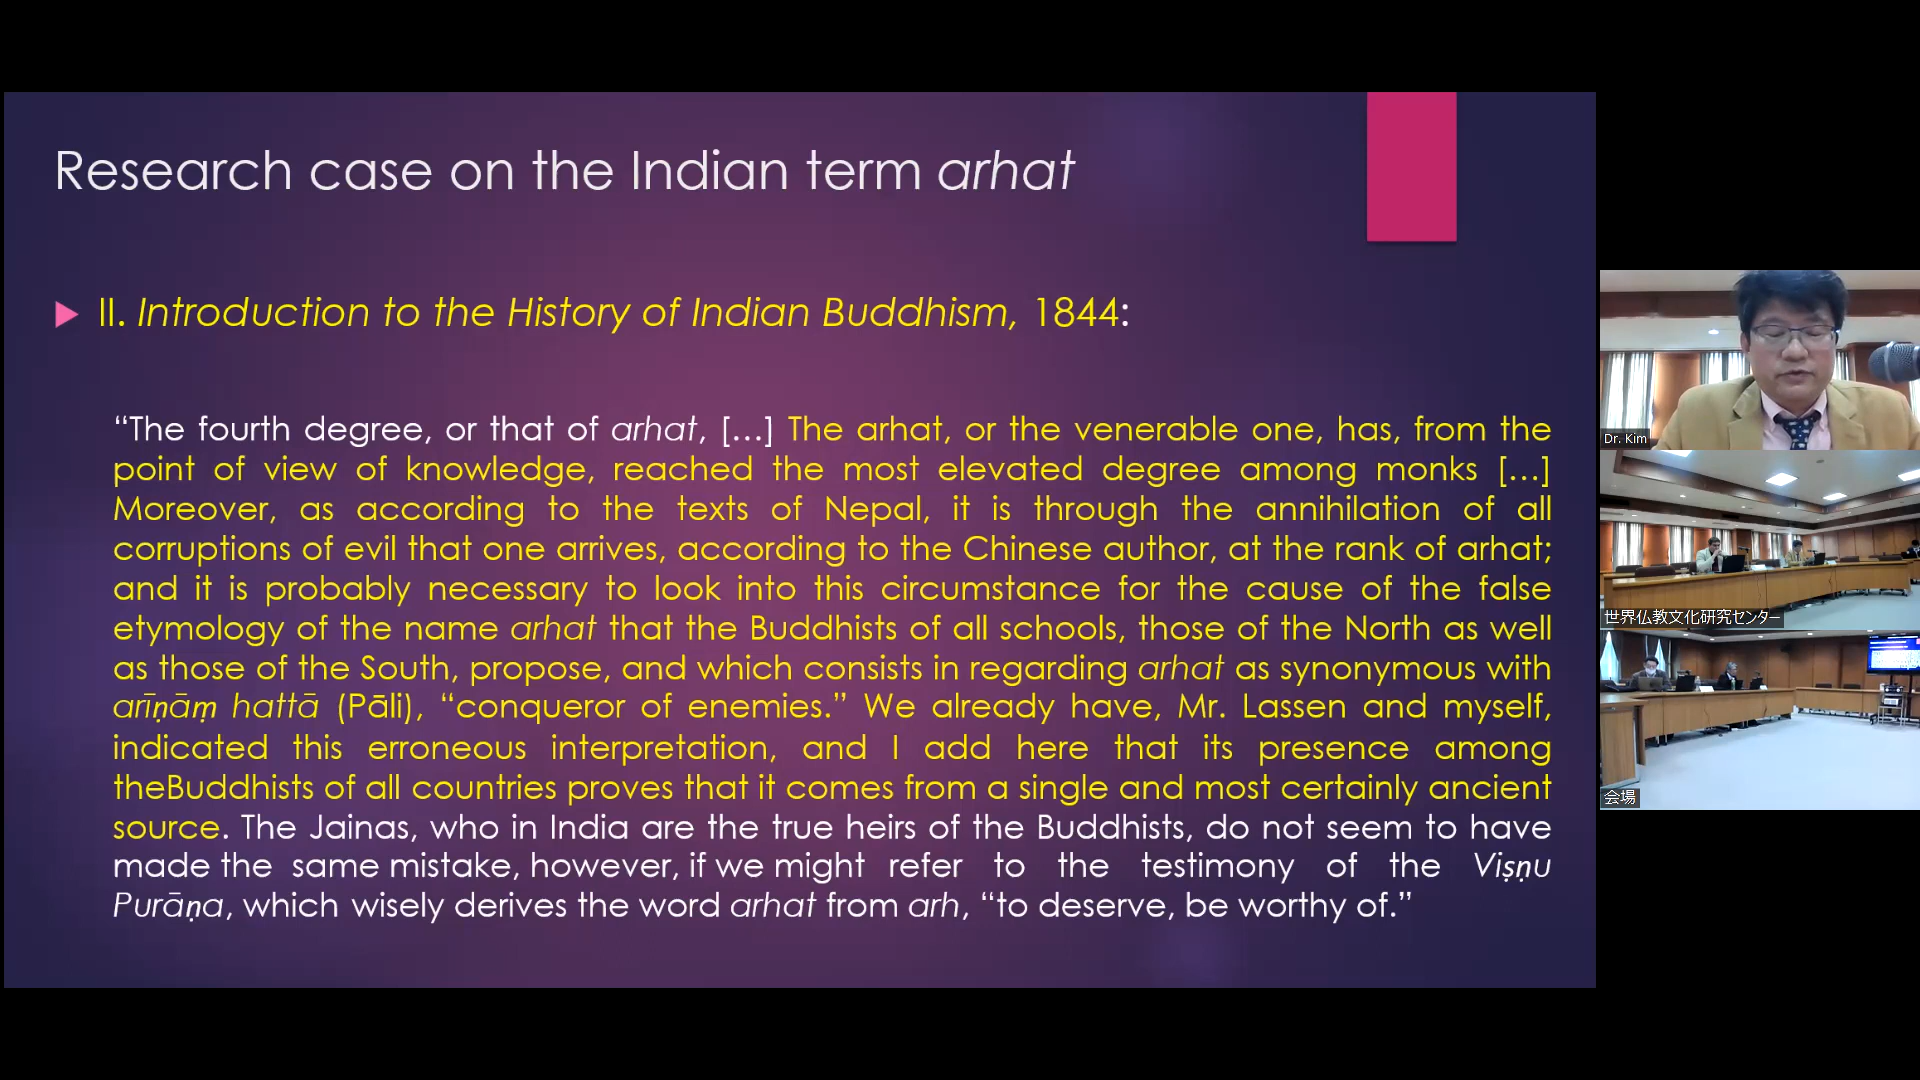 Research case on the Indian term arhat
II. Introduction to the History of Indian Buddhism, 1844:
“The fourth degree, or that of arhat, […] The arhat, or the venerable one, has, from the
point of view of knowledge, reached the most elevated degree among monks […]
Moreover, as according to the texts of Nepal, it is through the annihilation of all
corruptions of evil that one arrives, according to the Chinese author, at the rank of arhat;
and it is probably necessary to look into this circumstance for the cause of the false
etymology of the name arhat that the Buddhists of all schools, those of the North as well
as those of the South, propose, and which consists in regarding arhat as synonymous with
arīṇāṃ hattā (Pāli), “conqueror of enemies.” We already have, Mr. Lassen and myself,
indicated this erroneous interpretation, and I add here that its presence among
theBuddhists of all countries proves that it comes from a single and most certainly ancient
source. The Jainas, who in India are the true heirs of the Buddhists, do not seem to have
made the same mistake, however, if we might refer to the testimony of the Viṣṇu
Purāṇa, which wisely derives the word arhat from arh, “to deserve, be worthy of.”
Dr. Kim
世界仏教文化研究センター
会場